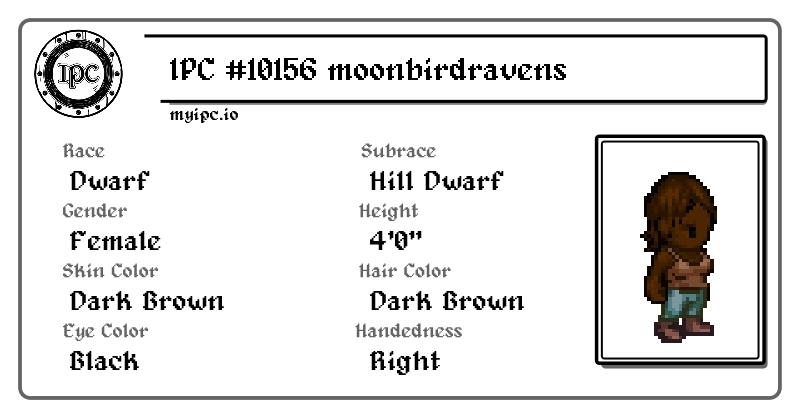 IPC
IPC #10156 moonbirdravens
myipc.io
Race
Dwarf
Subrace
Hill Dwarf
Gender
Female
Height
4'0"
Skin Color
Dark Brown
Hair Color
Dark Brown
Eye Color
Black
Handedness
Right